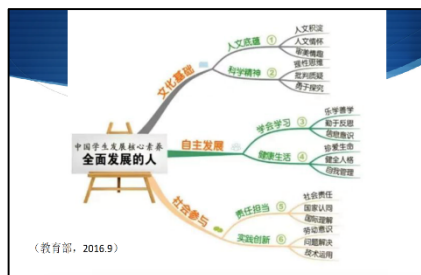 中国学生发展核心素养
全面发展的人
文化基础
人文底蕴 ①
人文积淀
人文情怀
审美情趣
科学精神 ②
理性思维
批判质疑
勇于探究
自主发展
学会学习 ③
乐学善学
勤于反思
信息意识
健康生活 ④
珍爱生命
健全人格
自我管理
社会参与
责任担当 ⑤
社会责任
国家认同
国际理解
实践创新 ⑥
劳动意识
问题解决
技术运用
（教育部，2016.9）